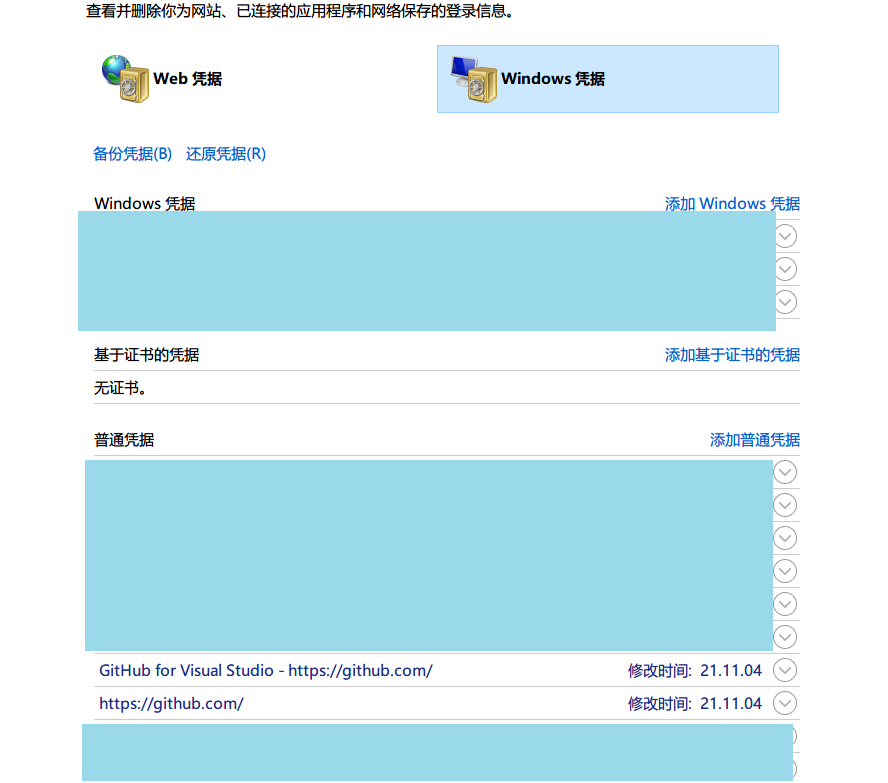 查看并删除你为网站、已连接的应用程序和网络保存的登录信息。
Web 凭据
Windows 凭据
备份凭据(B) 还原凭据(R)
Windows 凭据 添加 Windows 凭据
基于证书的凭据 添加基于证书的凭据
无证书。
普通凭据 添加普通凭据
GitHub for Visual Studio - https://github.com/ 修改时间: 21.11.04
https://github.com/ 修改时间: 21.11.04